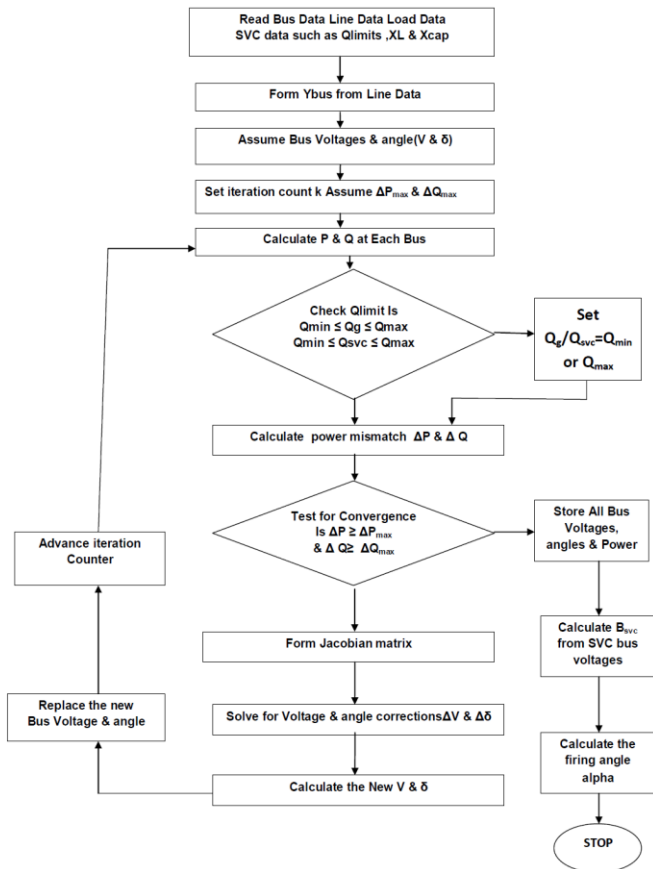 Read Bus Data Line Data Load Data
SVC data such as Qlimits ,XL & Xcap
Form Ybus from Line Data
Assume Bus Voltages & angle(V & δ)
Set iteration count k Assume ΔPmax & ΔQmax
Calculate P & Q at Each Bus
Check Qlimit Is
Qmin ≤ Qg ≤ Qmax
Qmin ≤ Qsvc ≤ Qmax
Set
Qg/Qsvc=Qmin
or Qmax
Calculate power mismatch ΔP & Δ Q
Test for Convergence
Is ΔP ≥ ΔPmax
& Δ Q≥ ΔQmax
Store All Bus
Voltages,
angles & Power
Advance iteration
Counter
Form Jacobian matrix
Calculate Bsvc
from SVC bus
voltages
Replace the new
Bus Voltage & angle
Solve for Voltage & angle correctionsΔV & Δδ
Calculate the
firing angle
alpha
Calculate the New V & δ
STOP